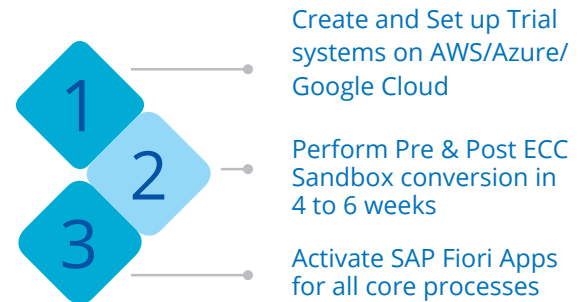 1
Create and Set up Trial
systems on AWS/Azure/
Google Cloud
2
Perform Pre & Post ECC
Sandbox conversion in
4 to 6 weeks
3
Activate SAP Fiori Apps
for all core processes